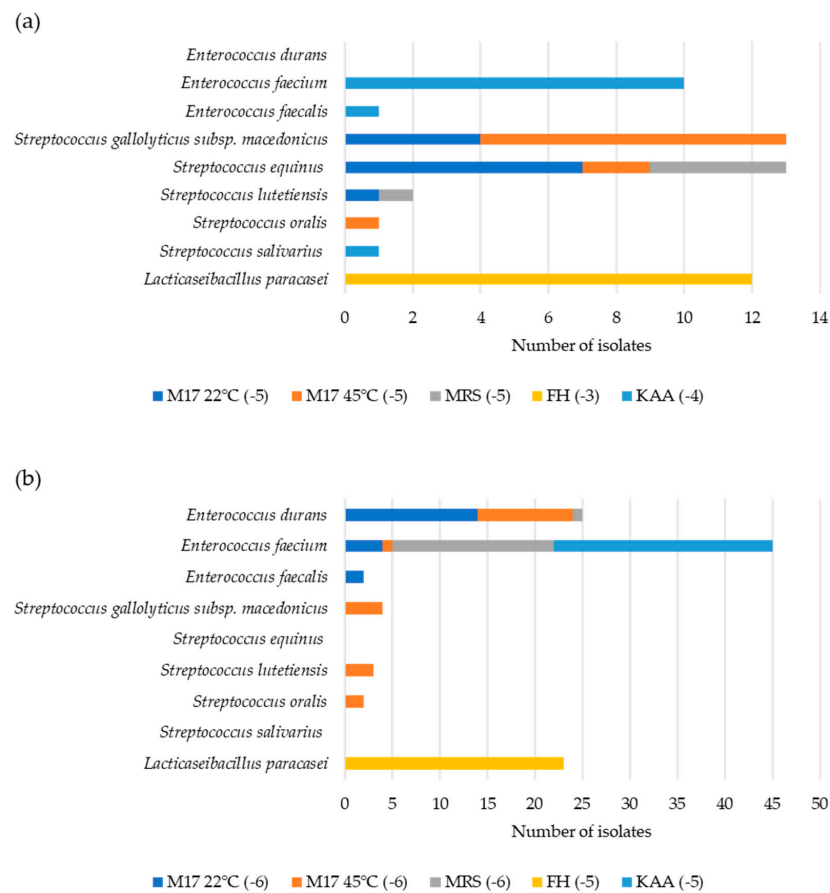 (a)
Enterococcus durans
Enterococcus faecium
Enterococcus faecalis
Streptococcus gallolyticus subsp. macedonicus
Streptococcus equinus
Streptococcus lutetiensis
Streptococcus oralis
Streptococcus salivarius
Lacticaseibacillus paracasei
0 2 4 6 8 10 12 14
Number of isolates
M17 22°C (-5) M17 45°C (-5) MRS (-5) FH (-3) KAA (-4)
(b)
Enterococcus durans
Enterococcus faecium
Enterococcus faecalis
Streptococcus gallolyticus subsp. macedonicus
Streptococcus equinus
Streptococcus lutetiensis
Streptococcus oralis
Streptococcus salivarius
Lacticaseibacillus paracasei
0 5 10 15 20 25 30 35 40 45 50
Number of isolates
M17 22°C (-6) M17 45°C (-6) MRS (-6) FH (-5) KAA (-5)